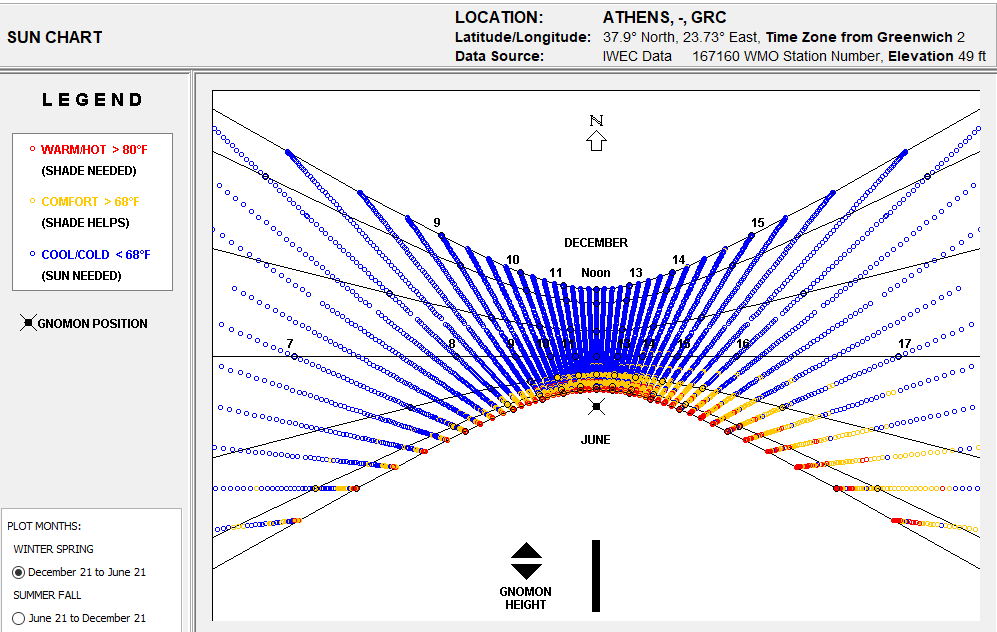 SUN CHART
LOCATION: ATHENS, -, GRC
Latitude/Longitude: 37.9° North, 23.73° East, Time Zone from Greenwich 2
Data Source: IWEC Data 167160 WMO Station Number, Elevation 49 ft
LEGEND
WARM/HOT > 80°F
(SHADE NEEDED)
COMFORT > 68°F
(SHADE HELPS)
COOL/COLD < 68°F
(SUN NEEDED)
GNOMON POSITION
PLOT MONTHS:
WINTER SPRING
December 21 to June 21
SUMMER FALL
June 21 to December 21
N
9 15
DECEMBER
10 14
11 Noon 13
7 8 9 16 17
JUNE
GNOMON
HEIGHT